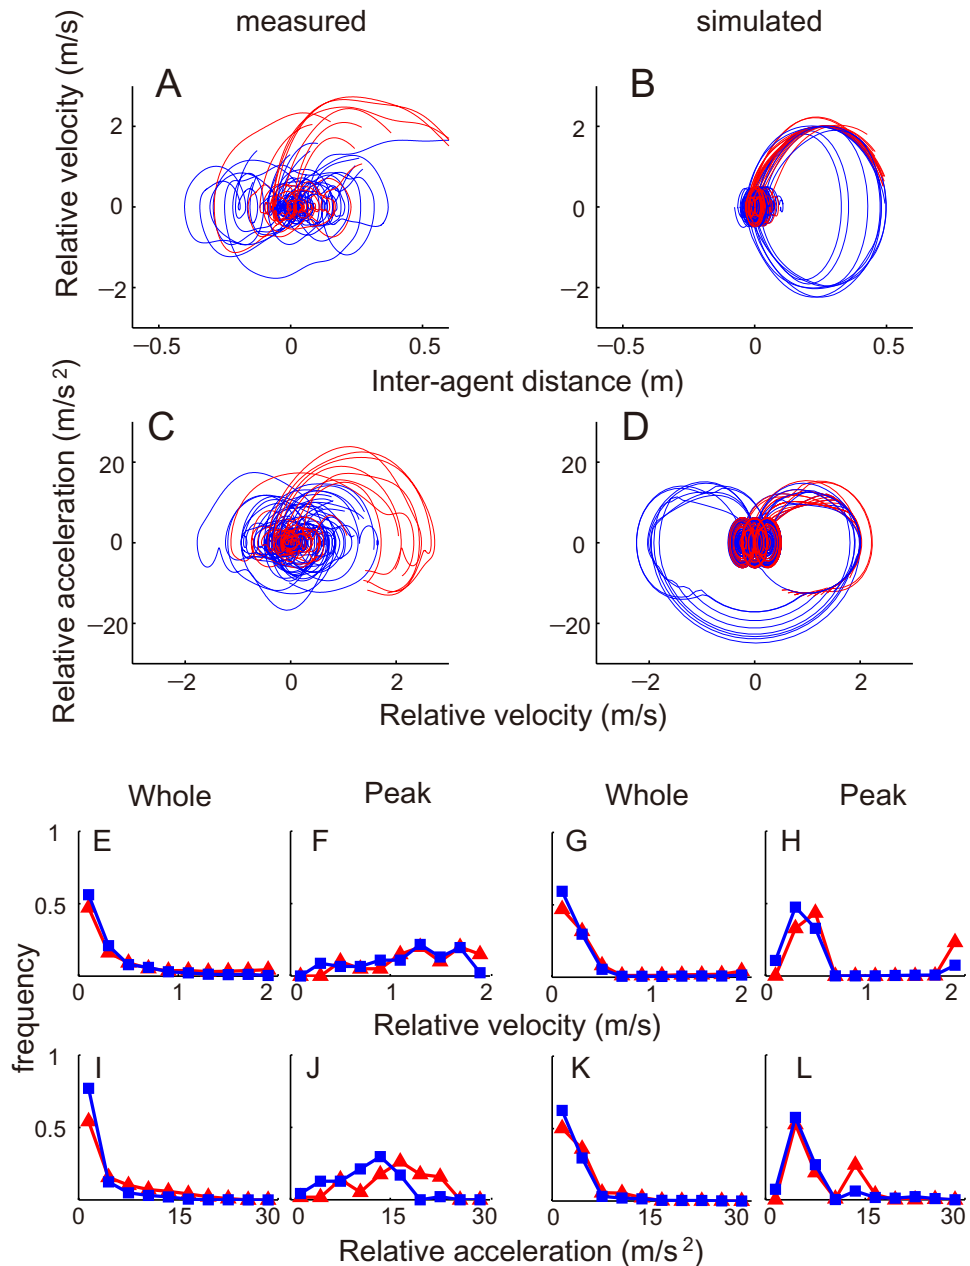 measured simulated
A B
Relative velocity (m/s)
2 2
0 0
−2 −2
−0.5 0 0.5 −0.5 0 0.5
Inter-agent distance (m)
C D
Relative acceleration (m/s²)
20 20
0 0
−20 −20
−2 0 2 −2 0 2
Relative velocity (m/s)
Whole Peak Whole Peak
1 E F G H
0.5 0.5
0 1 2 0 1 2 0 1 2 0 1 2
Relative velocity (m/s)
frequency
1 I J K L
0.5 0.5
0 15 30 0 15 30 0 15 30 0 15 30
Relative acceleration (m/s²)